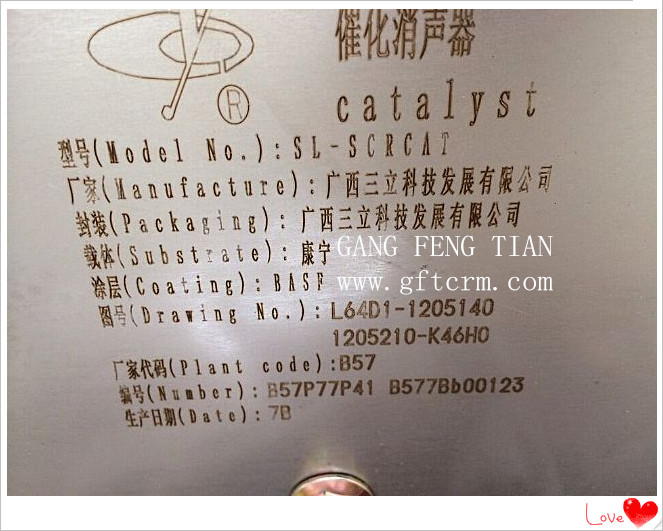 催化消声器
®
catalyst
型号(Model No.):SL-SCRCAT
厂家(Manufacture):广西三立科技发展有限公司
封装(Packaging):广西三立科技发展有限公司
载体(Substrate):康宁
GANG FENG TIAN
涂层(Coating):BASF
www.gftcrm.com
图号(Drawing No.):L64D1-1205140
1205210-K46H0
厂家代码(Plant code):B57
编号(Number):B57P77P41 B577Bb00123
生产日期(Date):7B
Love